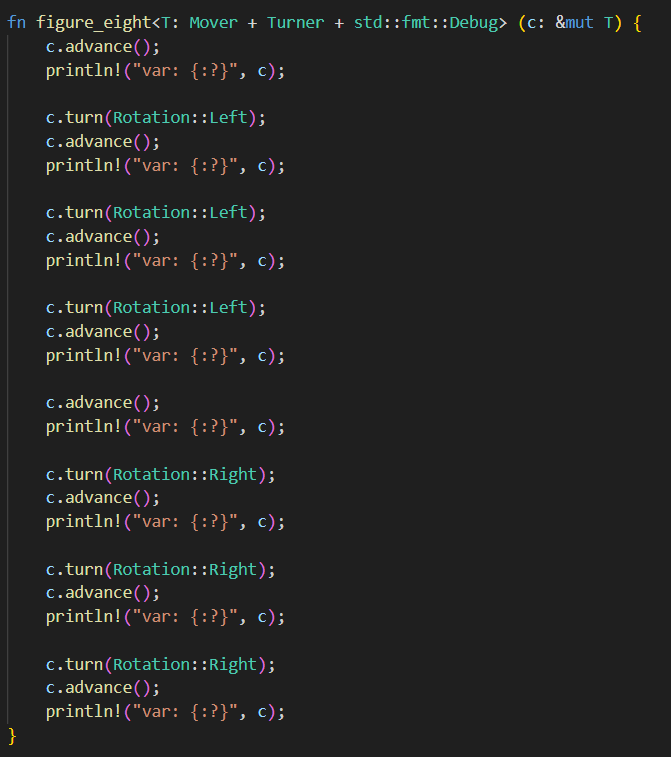 fn figure_eight<T: Mover + Turner + std::fmt::Debug> (c: &mut T) {
    c.advance();
    println!("var: {:?}", c);

    c.turn(Rotation::Left);
    c.advance();
    println!("var: {:?}", c);

    c.turn(Rotation::Left);
    c.advance();
    println!("var: {:?}", c);

    c.turn(Rotation::Left);
    c.advance();
    println!("var: {:?}", c);

    c.advance();
    println!("var: {:?}", c);

    c.turn(Rotation::Right);
    c.advance();
    println!("var: {:?}", c);

    c.turn(Rotation::Right);
    c.advance();
    println!("var: {:?}", c);

    c.turn(Rotation::Right);
    c.advance();
    println!("var: {:?}", c);
}